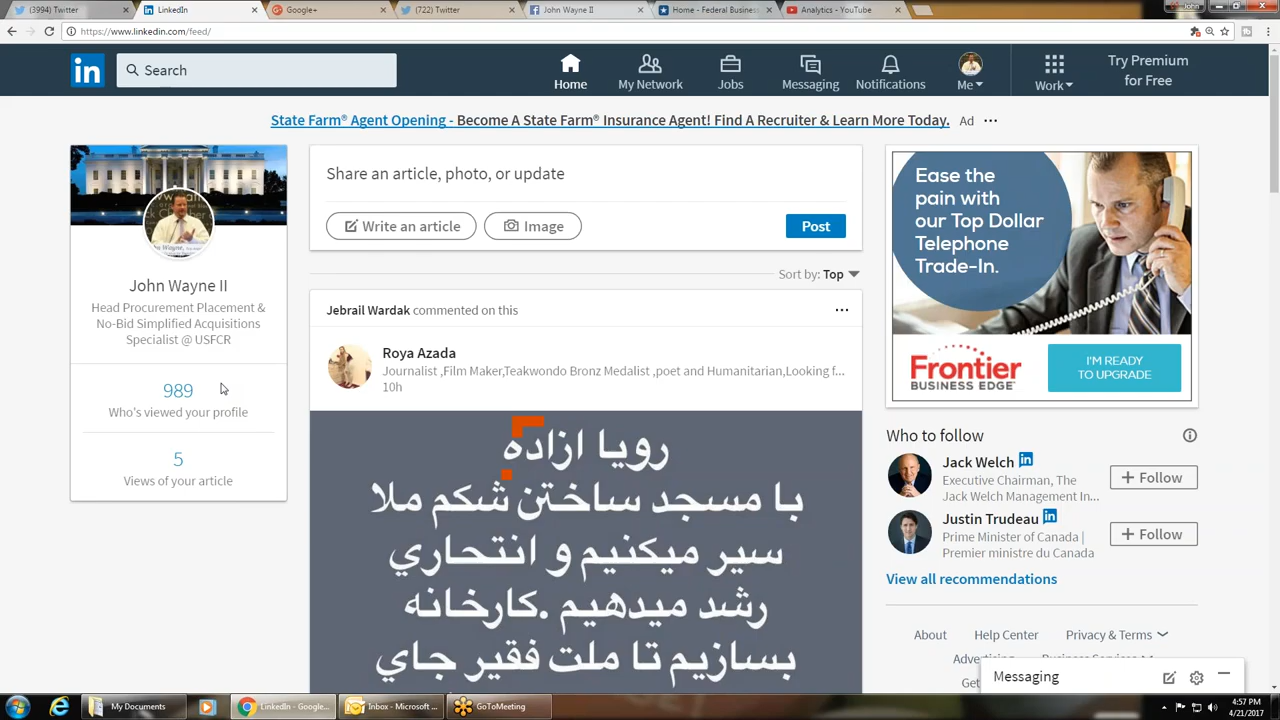 (3994) Twitter
LinkedIn
Google+
(722) Twitter
John Wayne II
Home - Federal Busines
Analytics - YouTube
John
https://www.linkedin.com/feed/
in
Search
Home
My Network
Jobs
Messaging
Notifications
Me
Work
Try Premium
for Free
State Farm® Agent Opening - Become A State Farm® Insurance Agent! Find A Recruiter & Learn More Today.
Ad
John Wayne II
Head Procurement Placement &
No-Bid Simplified Acquisitions
Specialist @ USFCR
989
Who's viewed your profile
5
Views of your article
Share an article, photo, or update
Write an article
Image
Post
Sort by: Top
Jebrail Wardak commented on this
Roya Azada
Journalist ,Film Maker,Teakwondo Bronz Medalist ,poet and Humanitarian,Looking f...
10h
رویا ازاده
با مسجد ساختن شکم ملا
سیر میکنیم و انتحاري
رشد میدهیم .کارخانه
بسازیم تا ملت فقیر جاي
Ease the
pain with
our Top Dollar
Telephone
Trade-In.
Frontier
BUSINESS EDGE
I'M READY
TO UPGRADE
Who to follow
Jack Welch in
Executive Chairman, The
Jack Welch Management In...
+ Follow
Justin Trudeau in
Prime Minister of Canada |
Premier ministre du Canada
+ Follow
View all recommendations
About
Help Center
Privacy & Terms
Messaging
My Documents
LinkedIn - Google...
Inbox - Microsoft ...
GoToMeeting
4:57 PM
4/21/2017